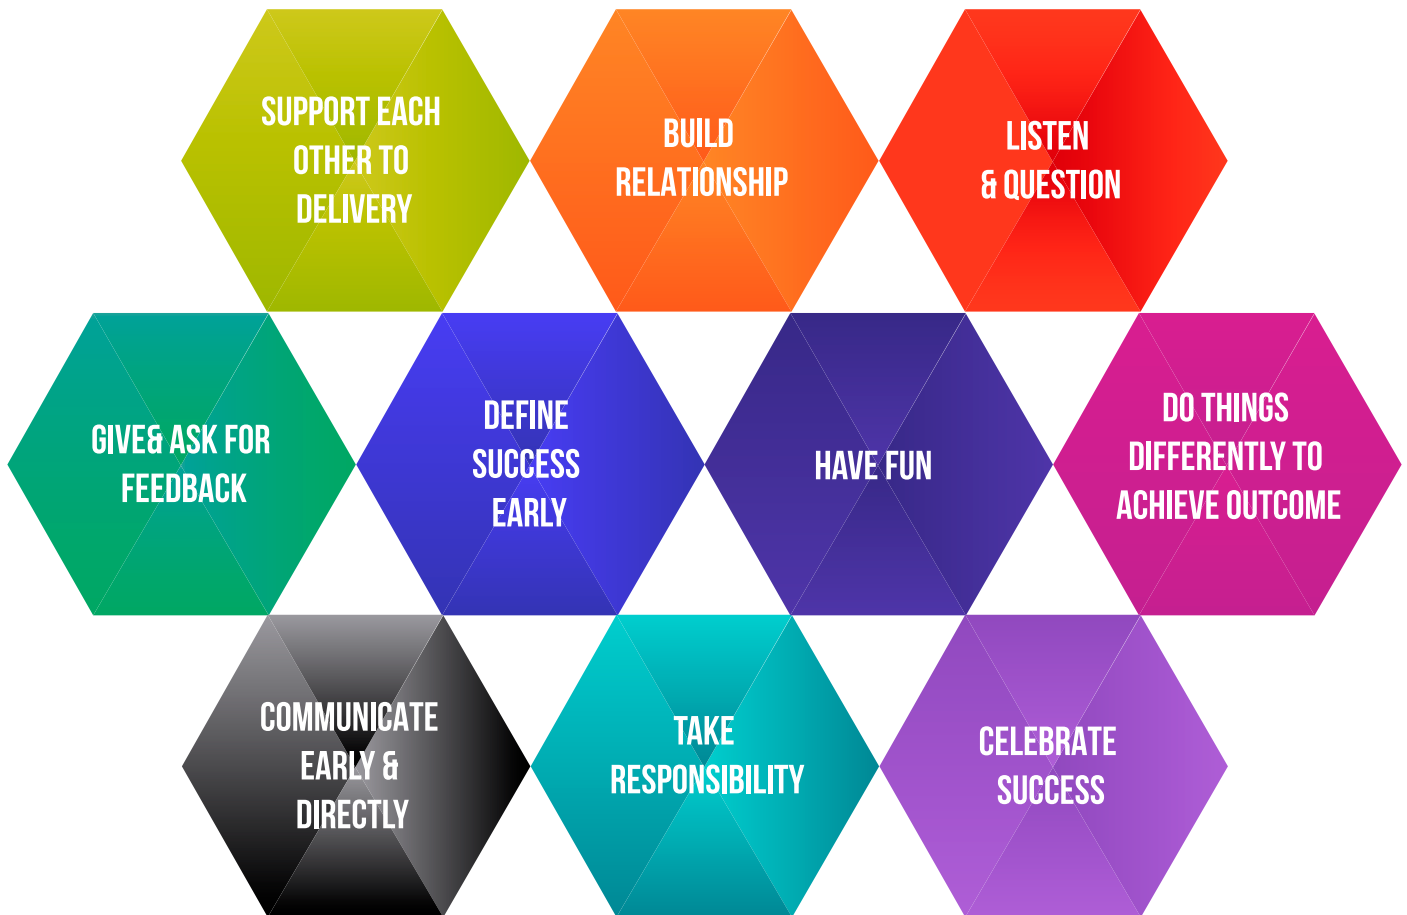 SUPPORT EACH
OTHER TO
DELIVERY
BUILD
RELATIONSHIP
LISTEN
& QUESTION
GIVE& ASK FOR
FEEDBACK
DEFINE
SUCCESS
EARLY
HAVE FUN
DO THINGS
DIFFERENTLY TO
ACHIEVE OUTCOME
COMMUNICATE
EARLY &
DIRECTLY
TAKE
RESPONSIBILITY
CELEBRATE
SUCCESS